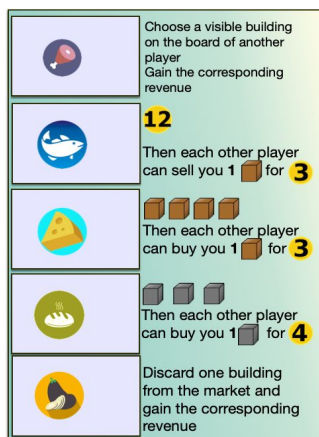 Choose a visible building
on the board of another
player
Gain the corresponding
revenue
12
Then each other player
can sell you 1 for 3
Then each other player
can buy you 1 for 3
Then each other player
can buy you 1 for 4
Discard one building
from the market and
gain the corresponding
revenue